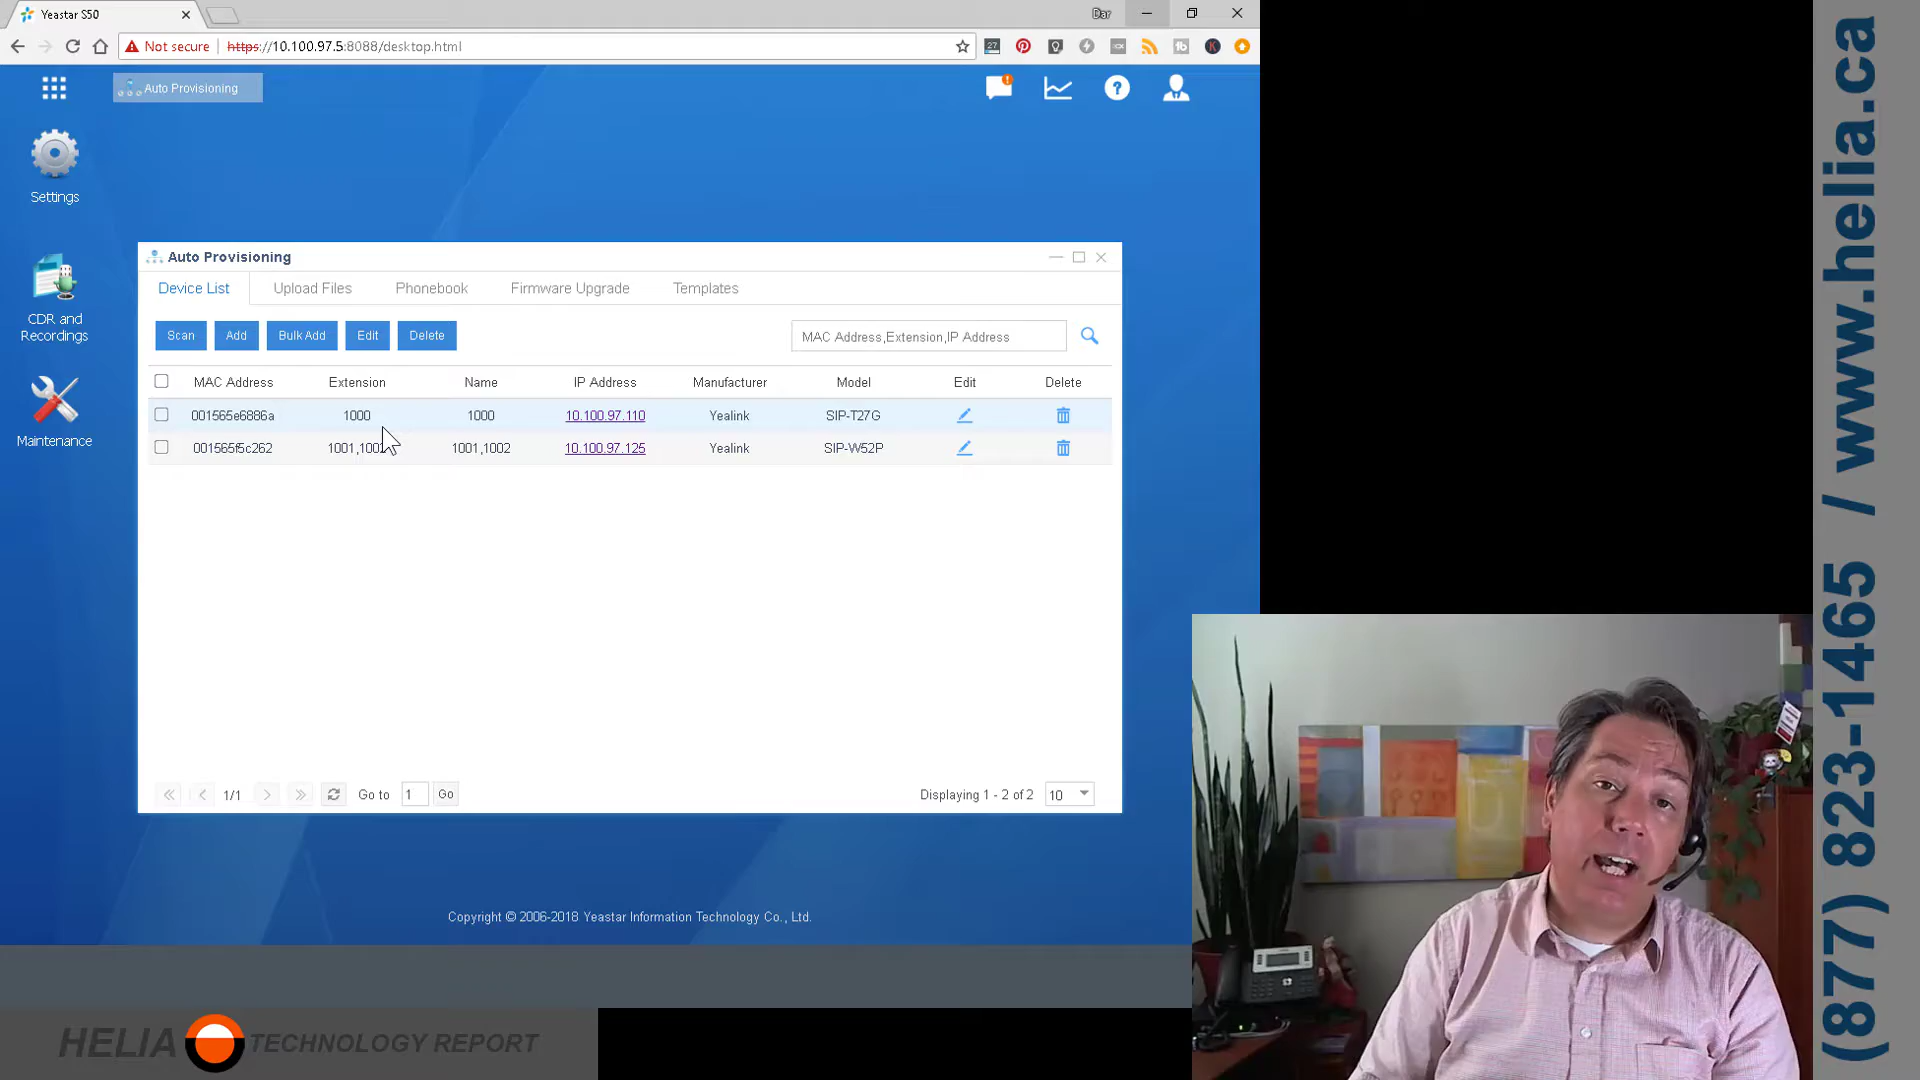 Yeastar S50
Dar
Not secure
https://10.100.97.5:8088/desktop.html
27
Auto Provisioning
Settings
CDR and
Recordings
Maintenance
Auto Provisioning
Device List Upload Files Phonebook Firmware Upgrade Templates
Scan Add Bulk Add Edit Delete
MAC Address,Extension,IP Address
MAC Address Extension Name IP Address Manufacturer Model Edit Delete
001565e6886a 1000 1000 10.100.97.110 Yealink SIP-T27G
001565f5c262 1001,1002 1001,1002 10.100.97.125 Yealink SIP-W52P
1/1 Go to 1 Go
Displaying 1 - 2 of 2 10
Copyright © 2006-2018 Yeastar Information Technology Co., Ltd.
HELIA TECHNOLOGY REPORT
(877) 823-1465 / www.helia.ca